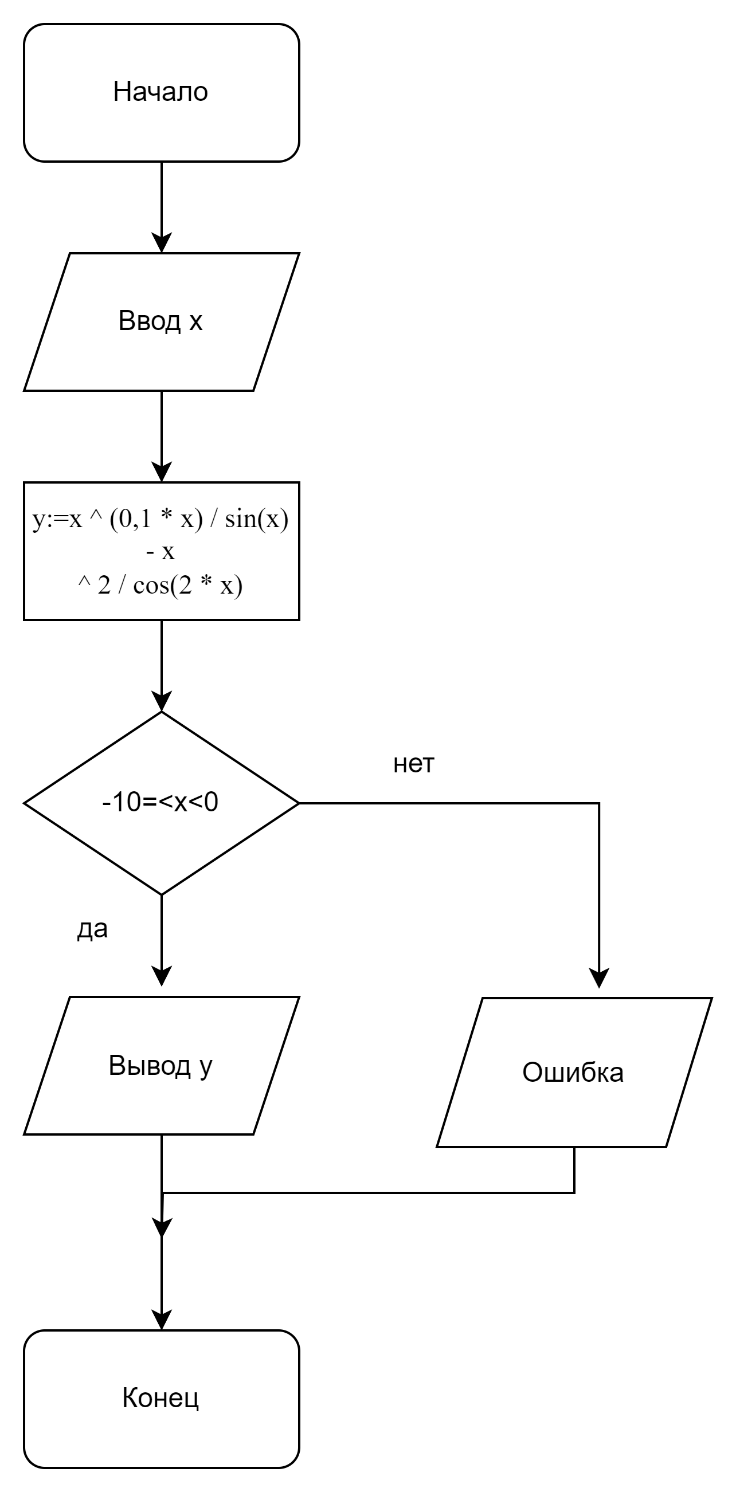 Начало
Ввод x
y:=x ^ (0,1 * x) / sin(x)
- x
^ 2 / cos(2 * x)
-10=<x<0
нет
да
Вывод y
Ошибка
Конец